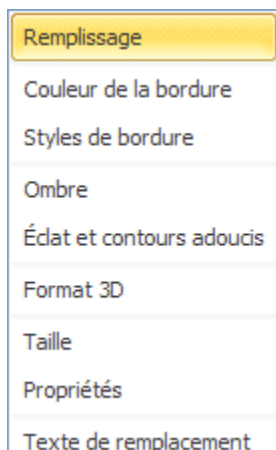 Remplissage
Couleur de la bordure
Styles de bordure
Ombre
Éclat et contours adoucis
Format 3D
Taille
Propriétés
Texte de remplacement